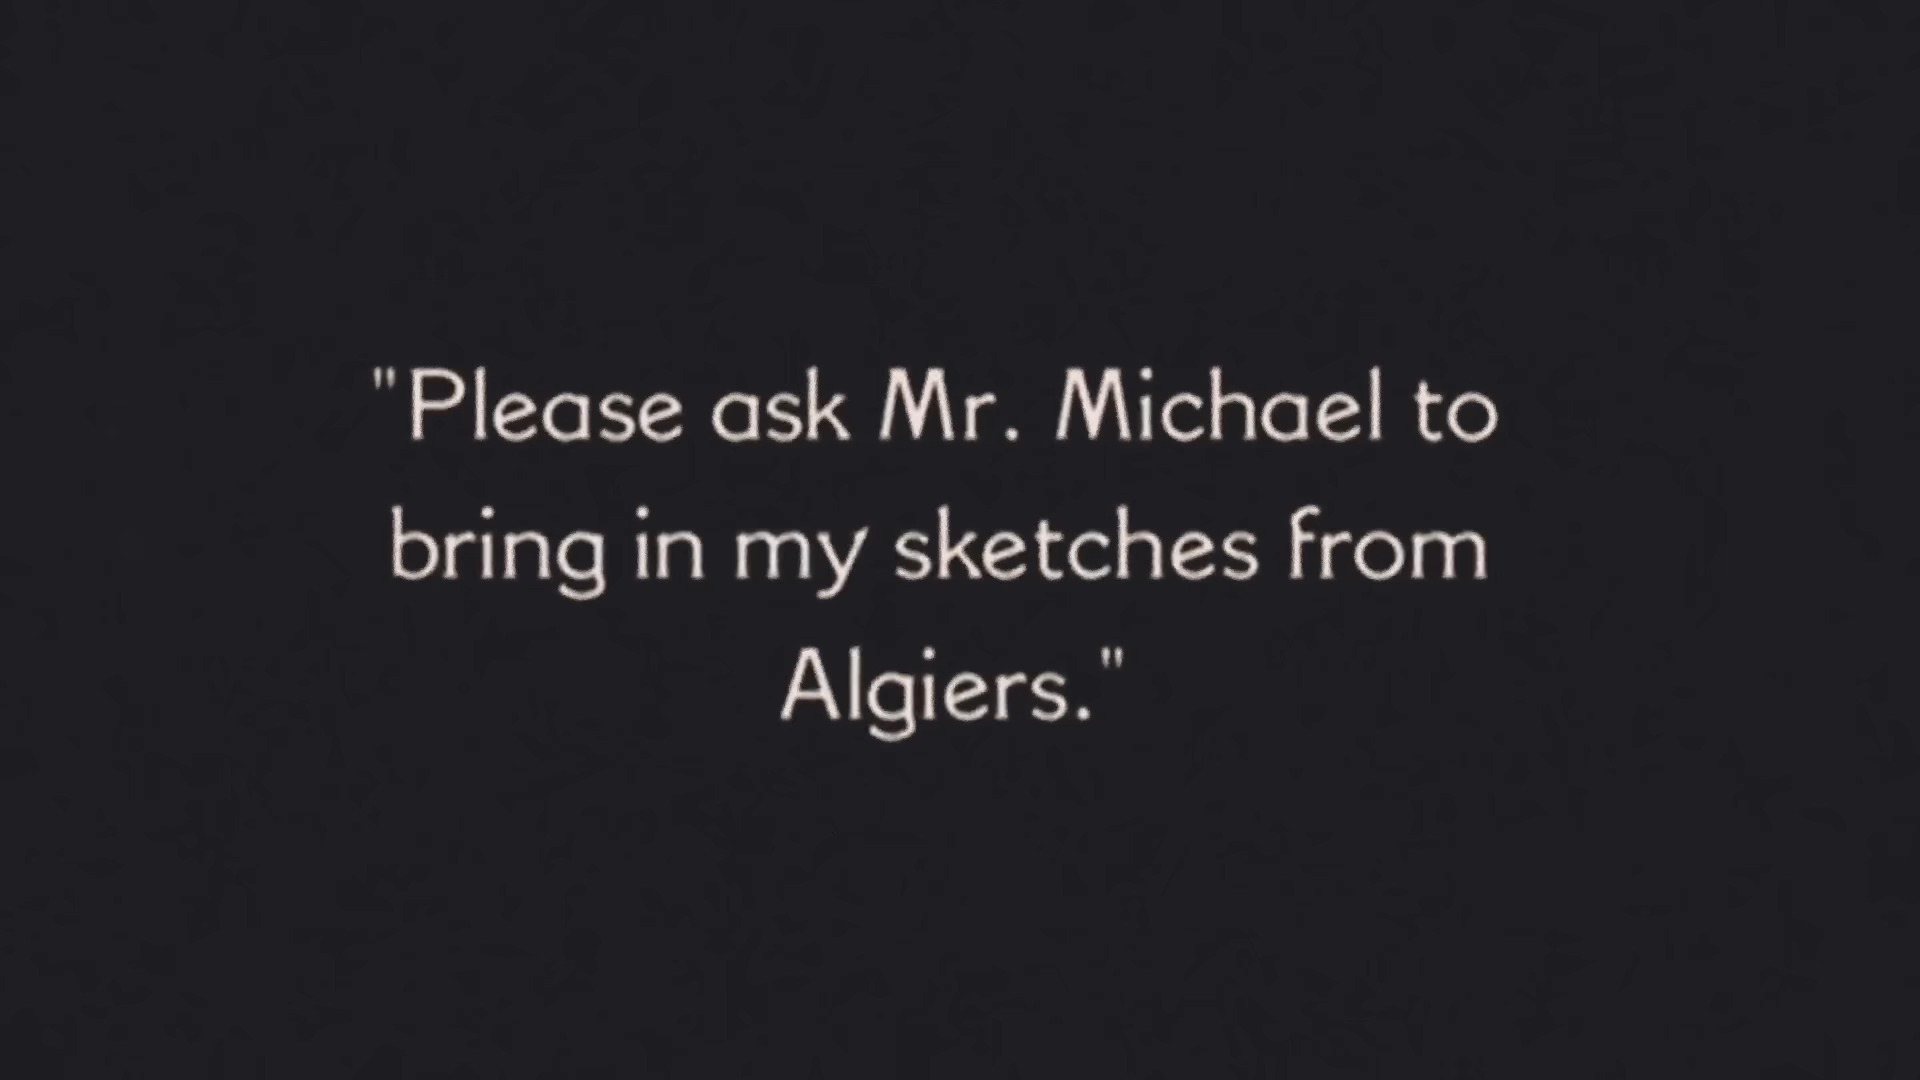 "Please ask Mr. Michael to
bring in my sketches from
Algiers."